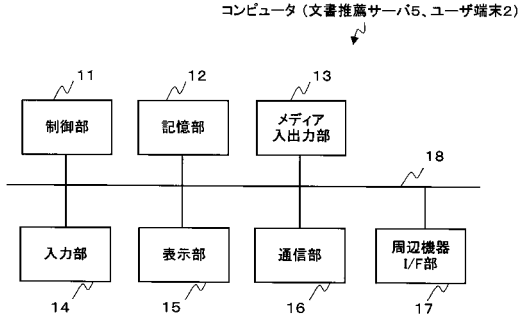 コンピュータ（文書推薦サーバ5、ユーザ端末2）
11
12
13
制御部
記憶部
メディア
入出力部
18
入力部
表示部
通信部
周辺機器
I/F部
14
15
16
17